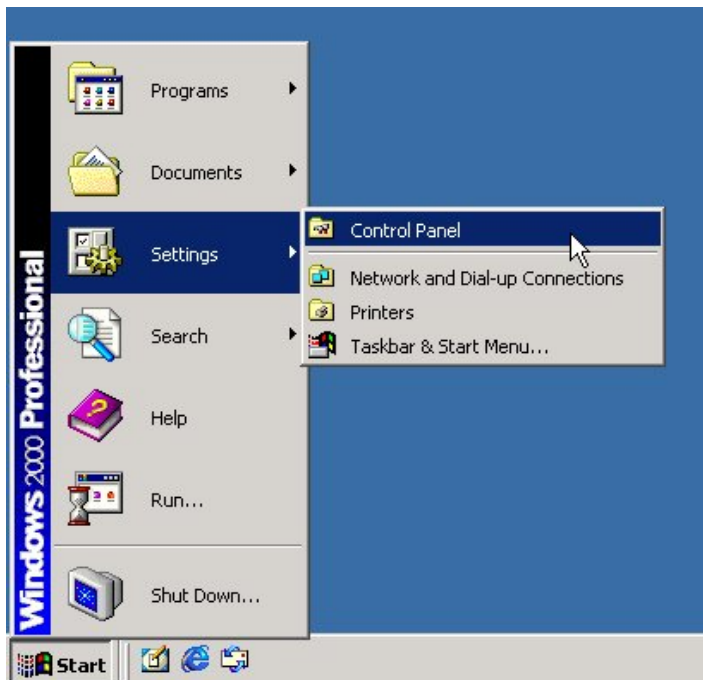 Windows 2000 Professional
Programs
Documents
Settings
Search
Help
Run...
Shut Down...
Control Panel
Network and Dial-up Connections
Printers
Taskbar & Start Menu...
Start